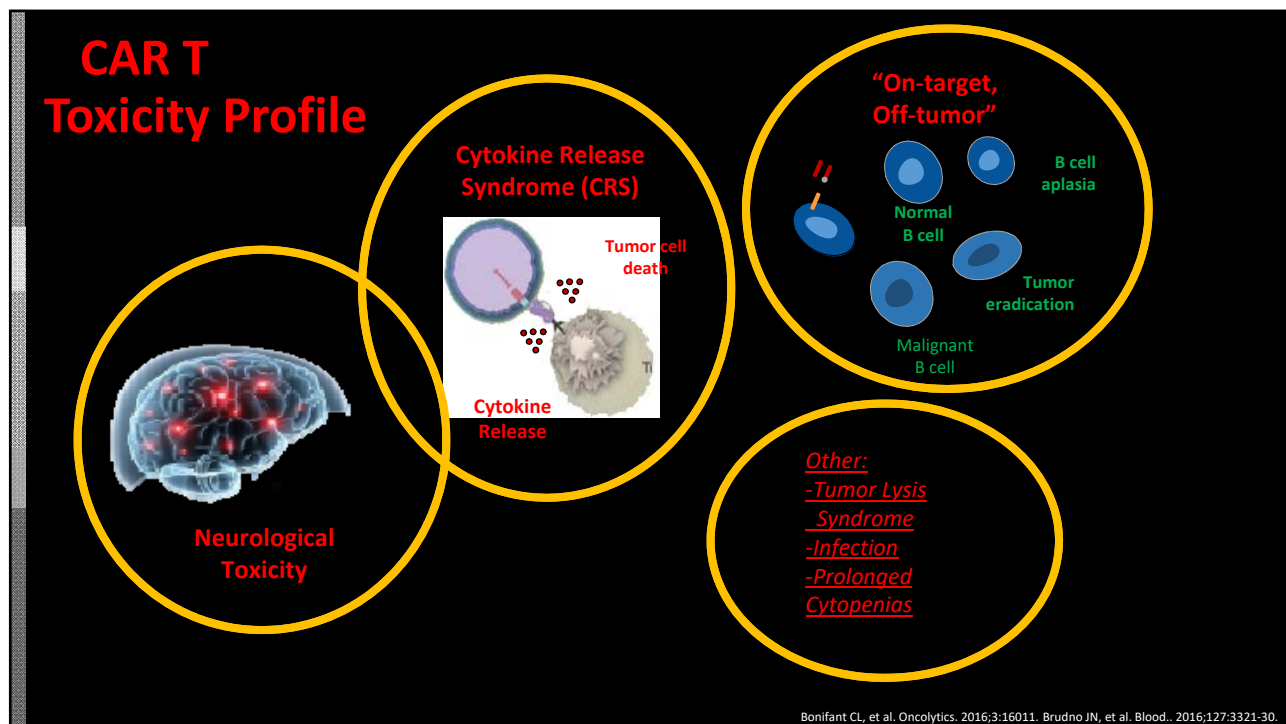 CAR T
Toxicity Profile
Cytokine Release
Syndrome (CRS)
Tumor cell
death
Cytokine
Release
Neurological
Toxicity
“On-target,
Off-tumor”
B cell
aplasia
Normal
B cell
Tumor
eradication
Malignant
B cell
Other:
-Tumor Lysis
Syndrome
-Infection
-Prolonged
Cytopenias
Bonifant CL, et al. Oncolytics. 2016;3:16011. Brudno JN, et al. Blood.. 2016;127:3321-30.